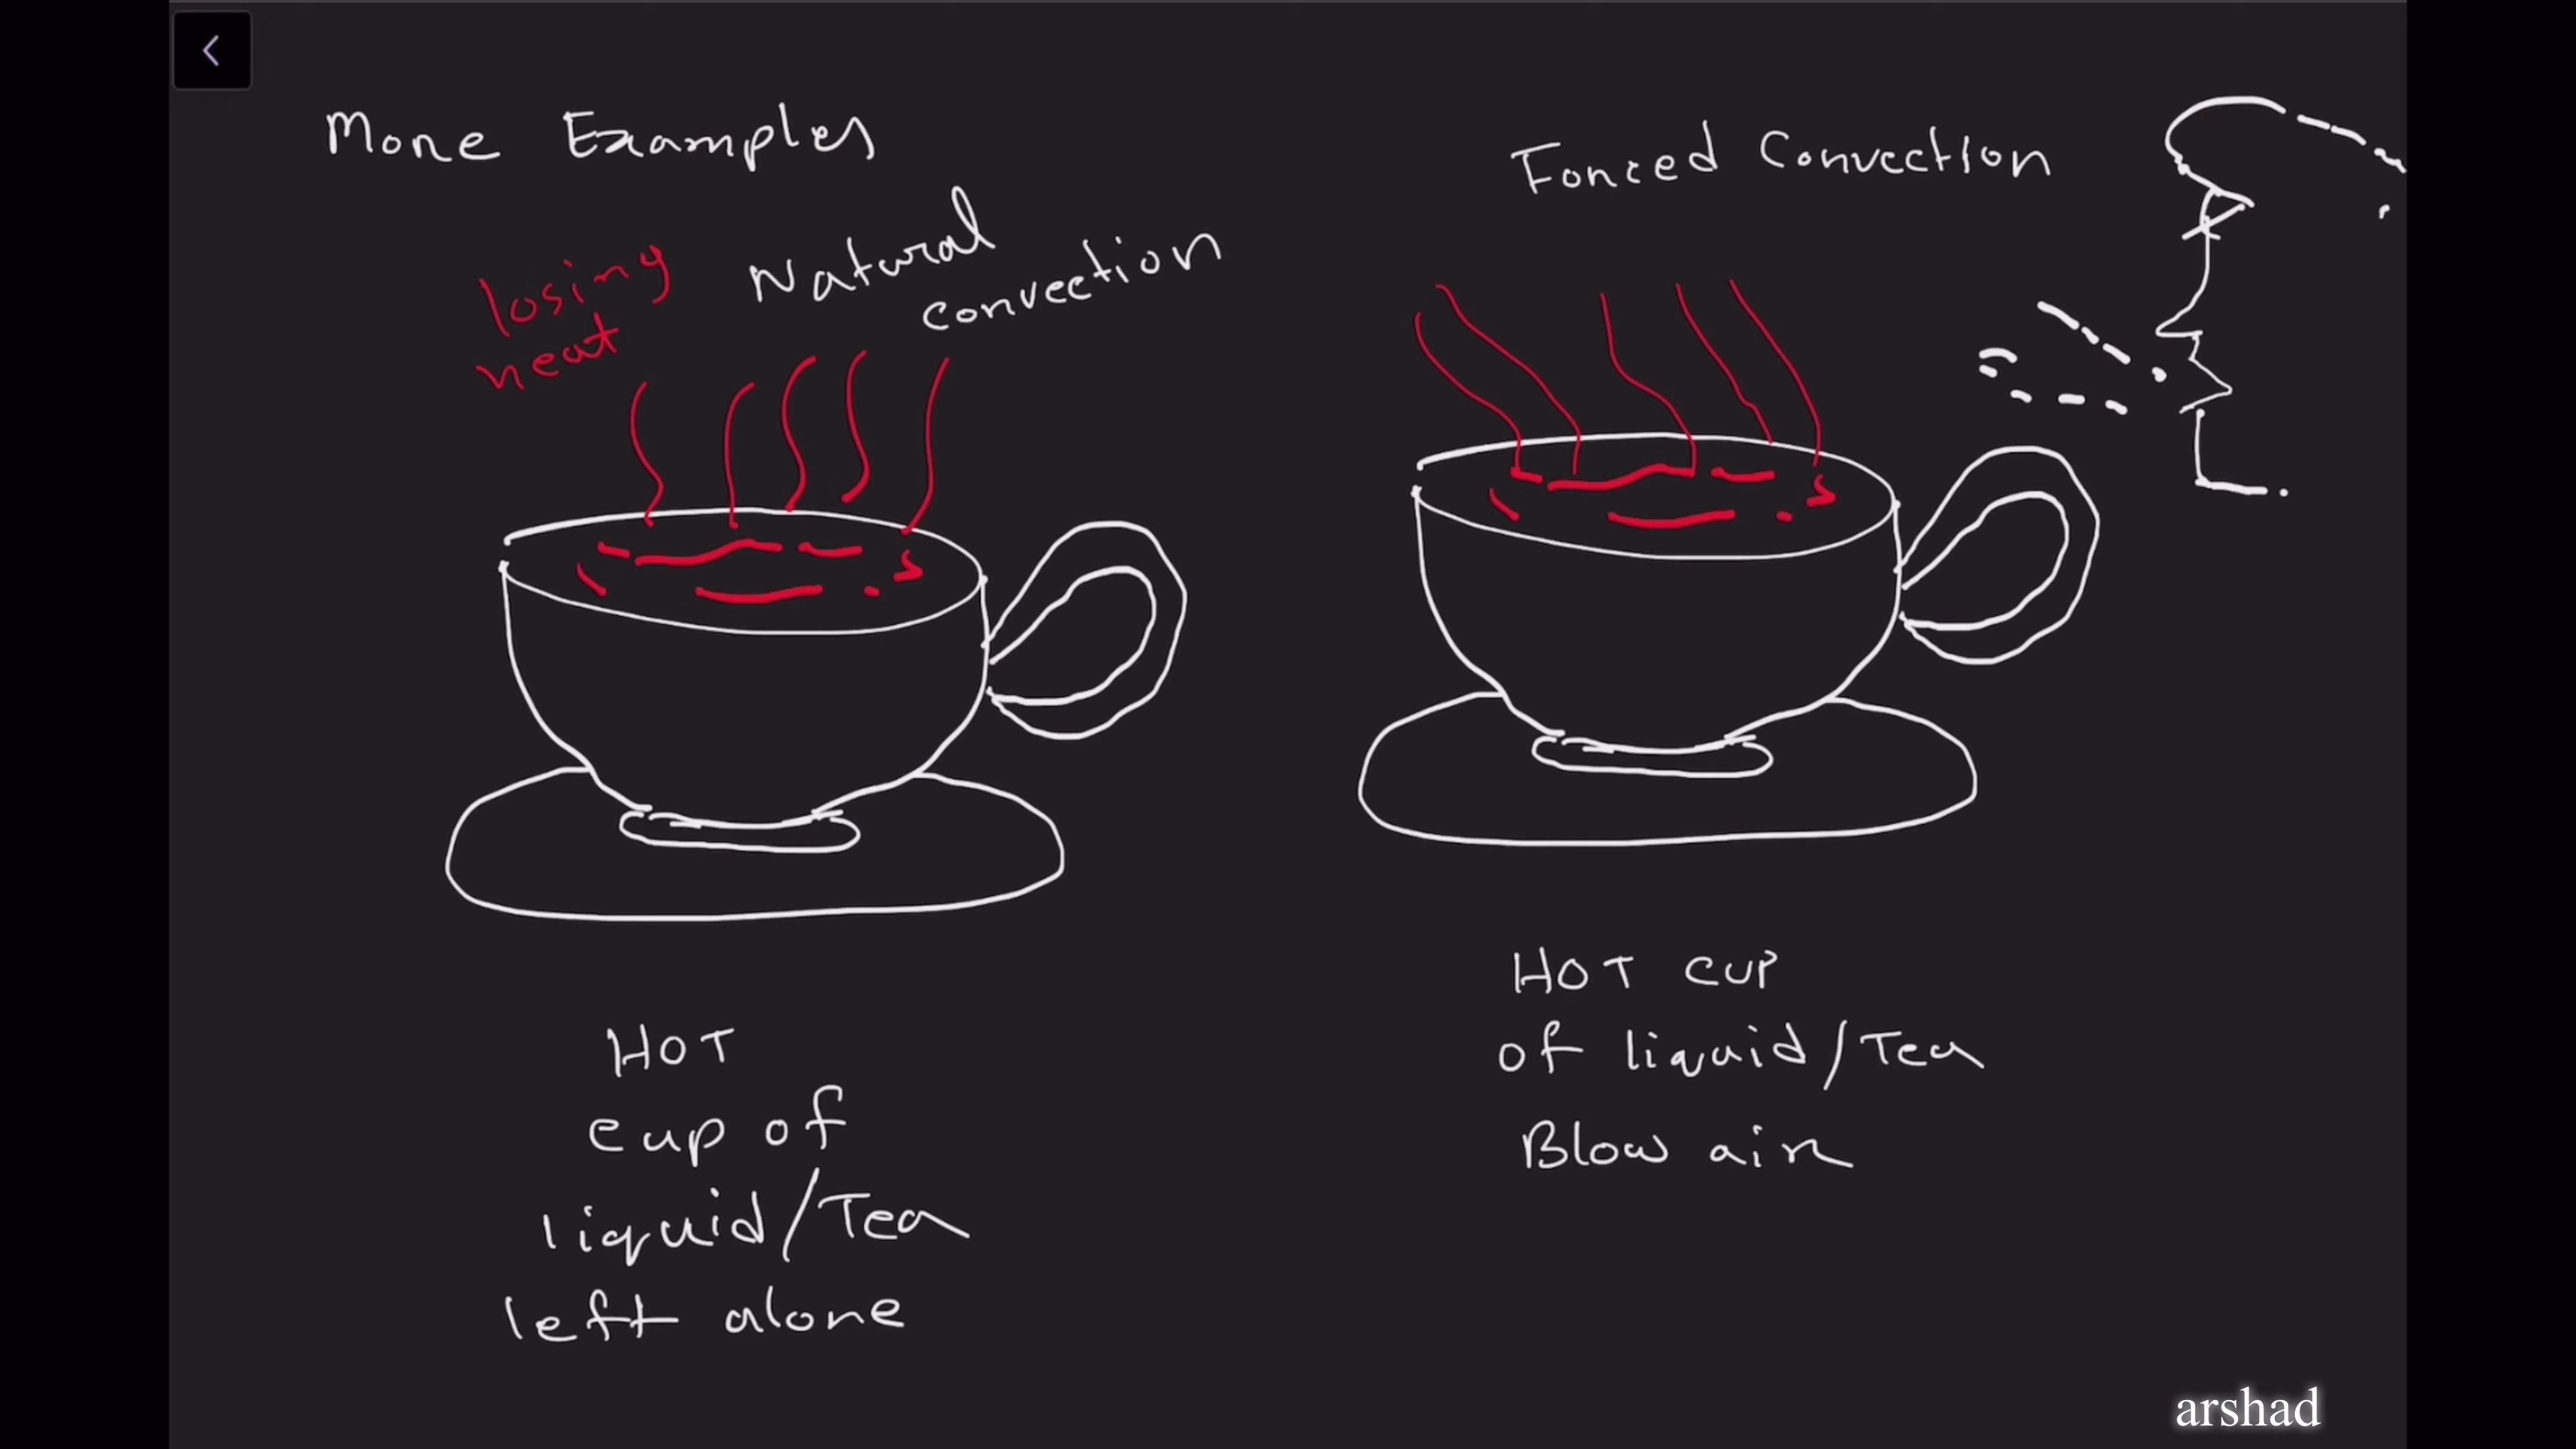 More Examples
losing
heat
Natural
convection
HOT
cup of
liquid/Tea
left alone
Forced Convection
HOT CUP
of liquid/Tea
Blow air
arshad